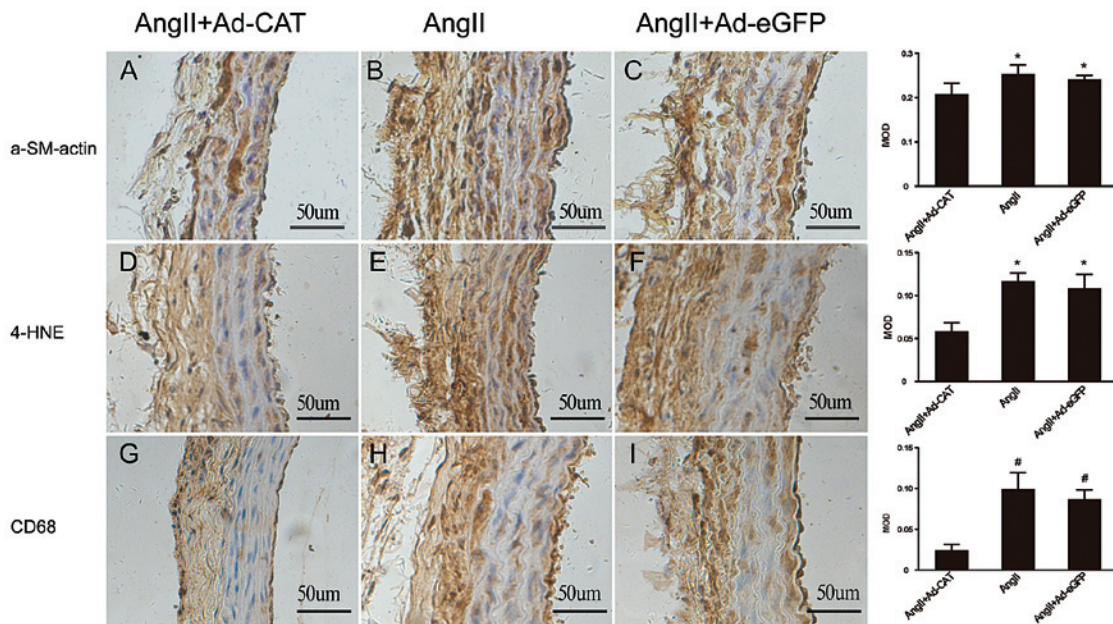 AngII+Ad-CAT AngII AngII+Ad-eGFP
A B C
a-SM-actin
50um 50um 50um
0.3
0.2
0.1
0
MOD
* *
AngII+Ad-CAT AngII AngII+Ad-eGFP
D E F
4-HNE
50um 50um 50um
0.15
0.10
0.05
0
MOD
* *
AngII+Ad-CAT AngII AngII+Ad-eGFP
G H I
CD68
50um 50um 50um
0.15
0.10
0.05
0
MOD
# #
AngII+Ad-CAT AngII AngII+Ad-eGFP